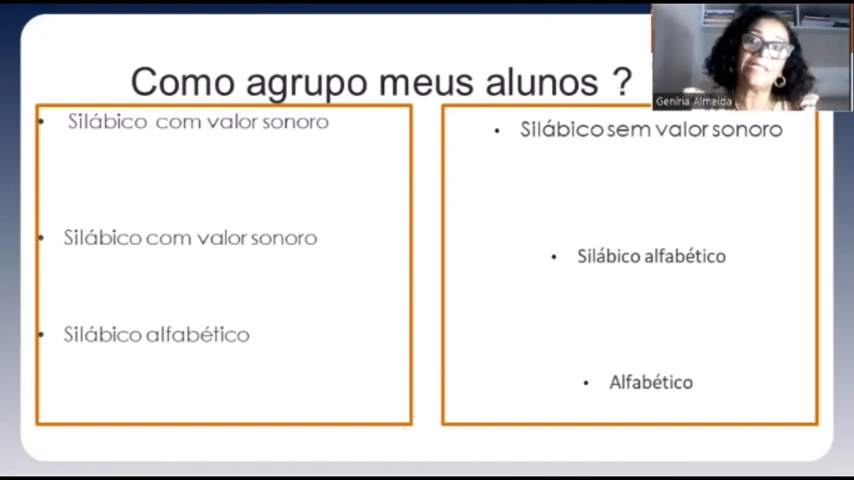 Como agrupo meus alunos ?
Geníria Almeida
• Silábico com valor sonoro
• Silábico com valor sonoro
• Silábico alfabético
• Silábico sem valor sonoro
• Silábico alfabético
• Alfabético